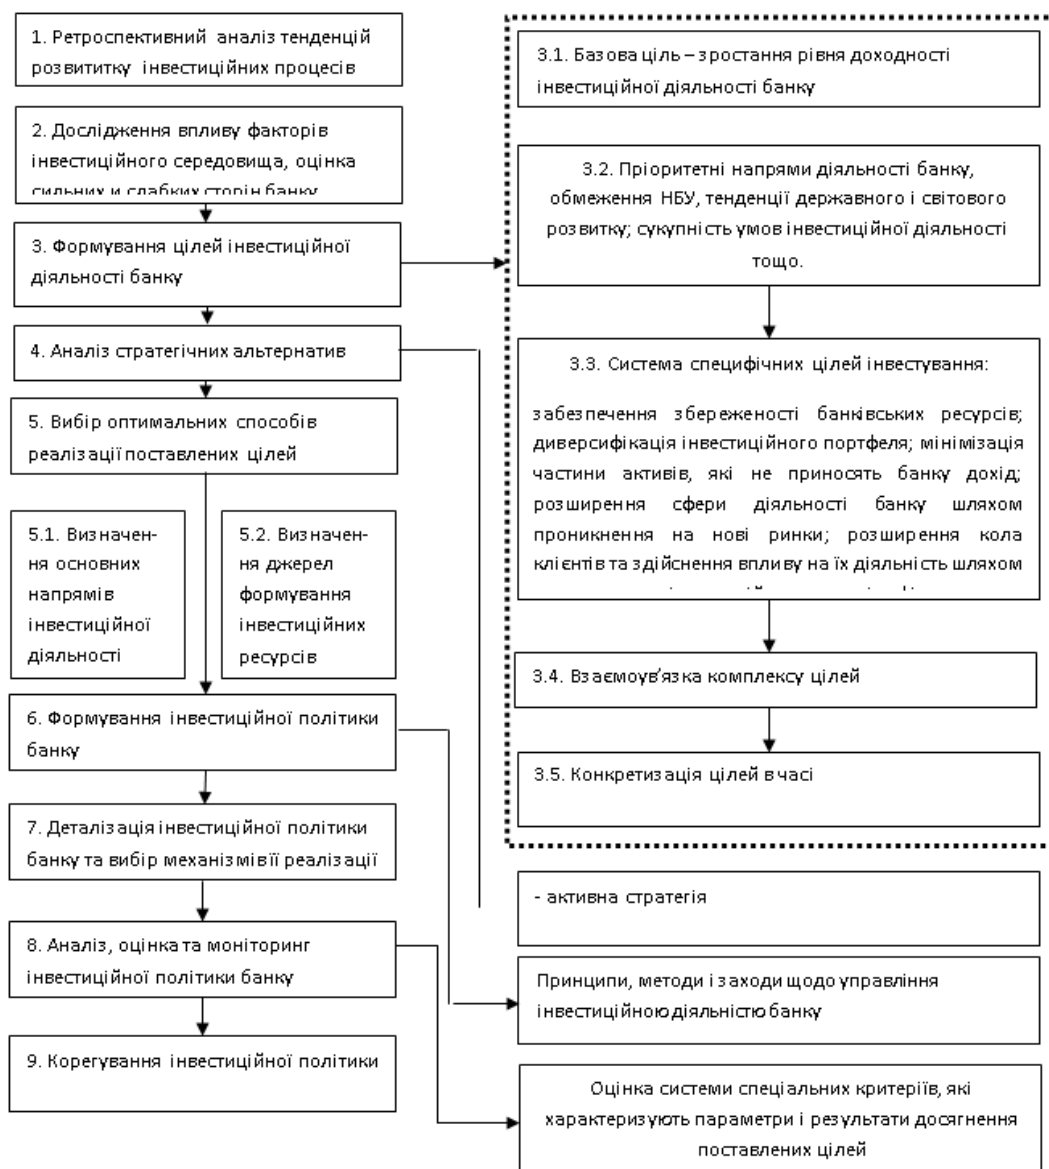 1. Ретроспективний аналіз тенденцій
розвититку інвестиційних процесів
2. Дослідження впливу факторів
інвестиційного середовища, оцінка
сильних и слабких сторін банку
3. Формування цілей інвестиційної
діяльності банку
4. Аналіз стратегічних альтернатив
5. Вибір оптимальних способів
реалізації поставлених цілей
5.1. Визначен-
ня основних
напрямів
інвестиційної
діяльності
5.2. Визначен-
ня джерел
формування
інвестиційних
ресурсів
6. Формування інвестиційної політики
банку
7. Деталізація інвестиційної політики
банку та вибір механізмів її реалізації
8. Аналіз, оцінка та моніторинг
інвестиційної політики банку
9. Корегування інвестиційної політики
3.1. Базова ціль – зростання рівня доходності
інвестиційної діяльності банку
3.2. Пріоритетні напрями діяльності банку,
обмеження НБУ, тенденції державного і світового
розвитку; сукупність умов інвестиційної діяльності
тощо.
3.3. Система специфічних цілей інвестування:
забезпечення збереженості банківських ресурсів;
диверсифікація інвестиційного портфеля; мінімізація
частини активів, які не приносять банку дохід;
розширення сфери діяльності банку шляхом
проникнення на нові ринки; розширення кола
клієнтів та здійснення впливу на їх діяльність шляхом
3.4. Взаємоув’язка комплексу цілей
3.5. Конкретизація цілей в часі
- активна стратегія
Принципи, методи і заходи щодо управління
інвестиційною діяльністю банку
Оцінка системи спеціальних критеріїв, які
характеризують параметри і результати досягнення
поставлених цілей